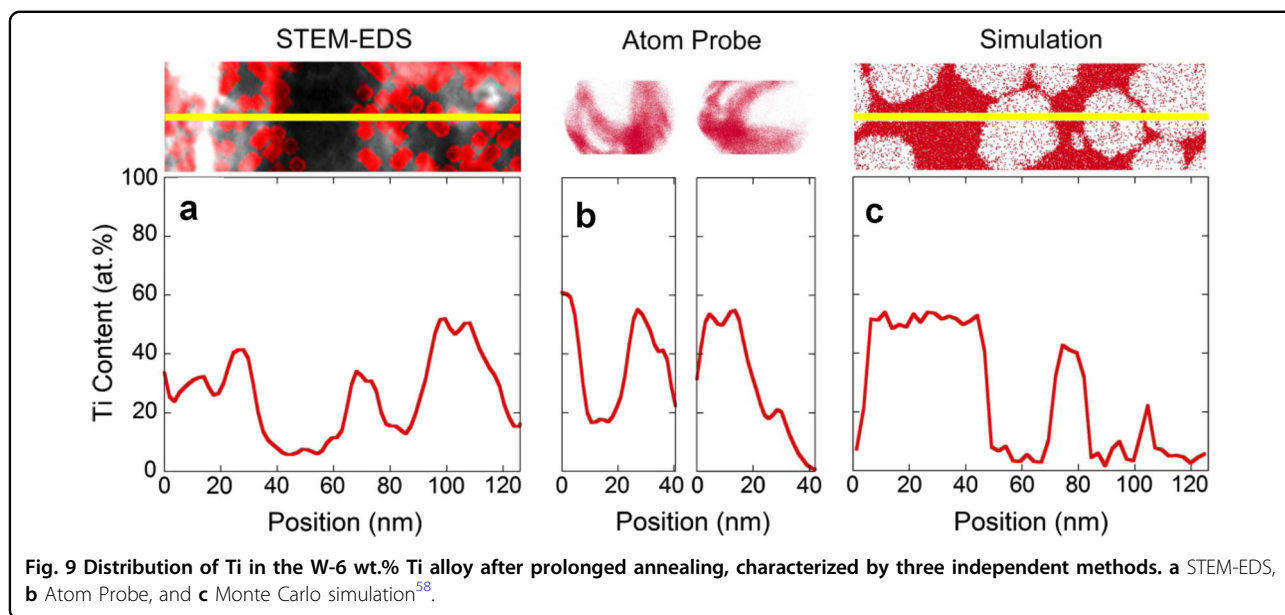 STEM-EDS
Atom Probe
Simulation
Ti Content (at.%)
100
80
60
40
20
0
a
b
c
0 20 40 60 80 100 120
0 20 40
0 20 40
0 20 40 60 80 100 120
Position (nm)
Position (nm)
Position (nm)
Fig. 9 Distribution of Ti in the W-6 wt.% Ti alloy after prolonged annealing, characterized by three independent methods. a STEM-EDS,
b Atom Probe, and c Monte Carlo simulation58.